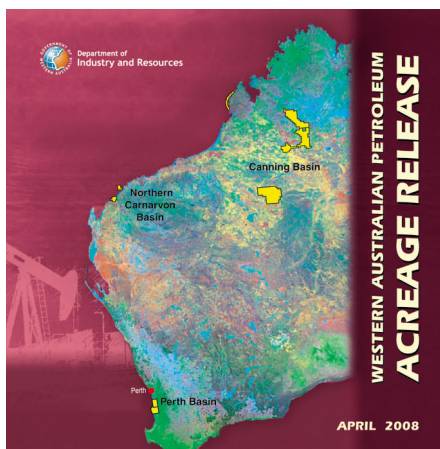 Department of
Industry and Resources
WESTERN AUSTRALIAN PETROLEUM
ACREAGE RELEASE
Canning Basin
Northern
Carnarvon
Basin
Perth
Perth Basin
APRIL 2008